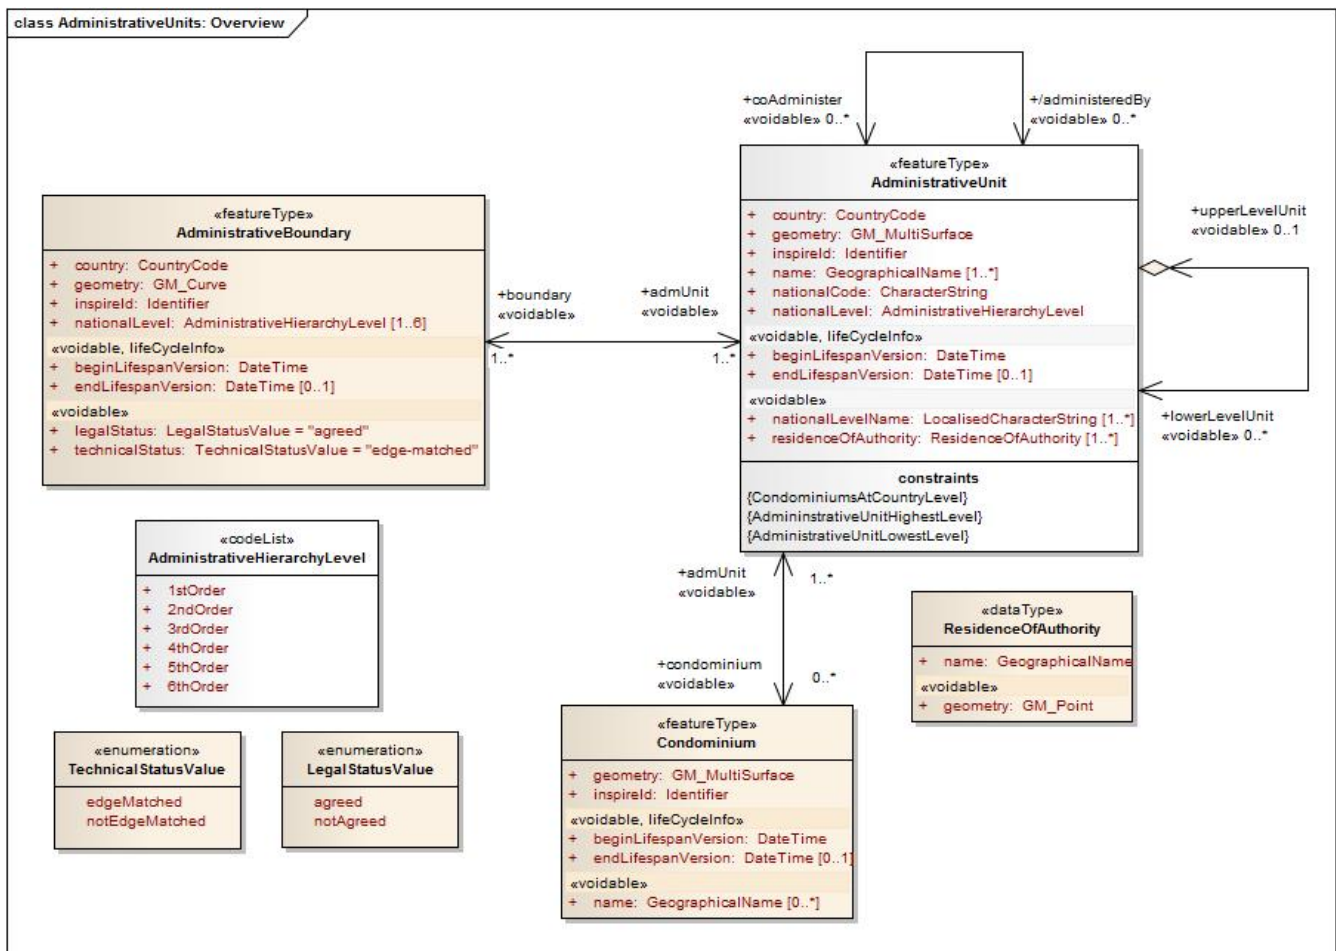 class AdministrativeUnits: Overview
+coAdminister
«voidable» 0..*
+/administeredBy
«voidable» 0..*
«featureType»
AdministrativeUnit
+ country: CountryCode
+ geometry: GM_MultiSurface
+ inspireId: Identifier
+ name: GeographicalName [1..*]
+ nationalCode: CharacterString
+ nationalLevel: AdministrativeHierarchyLevel
«voidable, lifeCycleInfo»
+ beginLifespanVersion: DateTime
+ endLifespanVersion: DateTime [0..1]
«voidable»
+ nationalLevelName: LocalisedCharacterString [1..*]
+ residenceOfAuthority: ResidenceOfAuthority [1..*]
constraints
{CondominiumsAtCountryLevel}
{AdmininstrativeUnitHighestLevel}
{AdministrativeUnitLowestLevel}
+upperLevelUnit
«voidable» 0..1
+lowerLevelUnit
«voidable» 0..*
«featureType»
AdministrativeBoundary
+ country: CountryCode
+ geometry: GM_Curve
+ inspireId: Identifier
+ nationalLevel: AdministrativeHierarchyLevel [1..6]
«voidable, lifeCycleInfo»
+ beginLifespanVersion: DateTime
+ endLifespanVersion: DateTime [0..1]
«voidable»
+ legalStatus: LegalStatusValue = "agreed"
+ technicalStatus: TechnicalStatusValue = "edge-matched"
+boundary
«voidable»
1..*
+admUnit
«voidable»
1..*
«codeList»
AdministrativeHierarchyLevel
+ 1stOrder
+ 2ndOrder
+ 3rdOrder
+ 4thOrder
+ 5thOrder
+ 6thOrder
+admUnit
«voidable»
1..*
+condominium
«voidable»
0..*
«dataType»
ResidenceOfAuthority
+ name: GeographicalName
«voidable»
+ geometry: GM_Point
«enumeration»
TechnicalStatusValue
edgeMatched
notEdgeMatched
«enumeration»
LegalStatusValue
agreed
notAgreed
«featureType»
Condominium
+ geometry: GM_MultiSurface
+ inspireId: Identifier
«voidable, lifeCycleInfo»
+ beginLifespanVersion: DateTime
+ endLifespanVersion: DateTime [0..1]
«voidable»
+ name: GeographicalName [0..*]